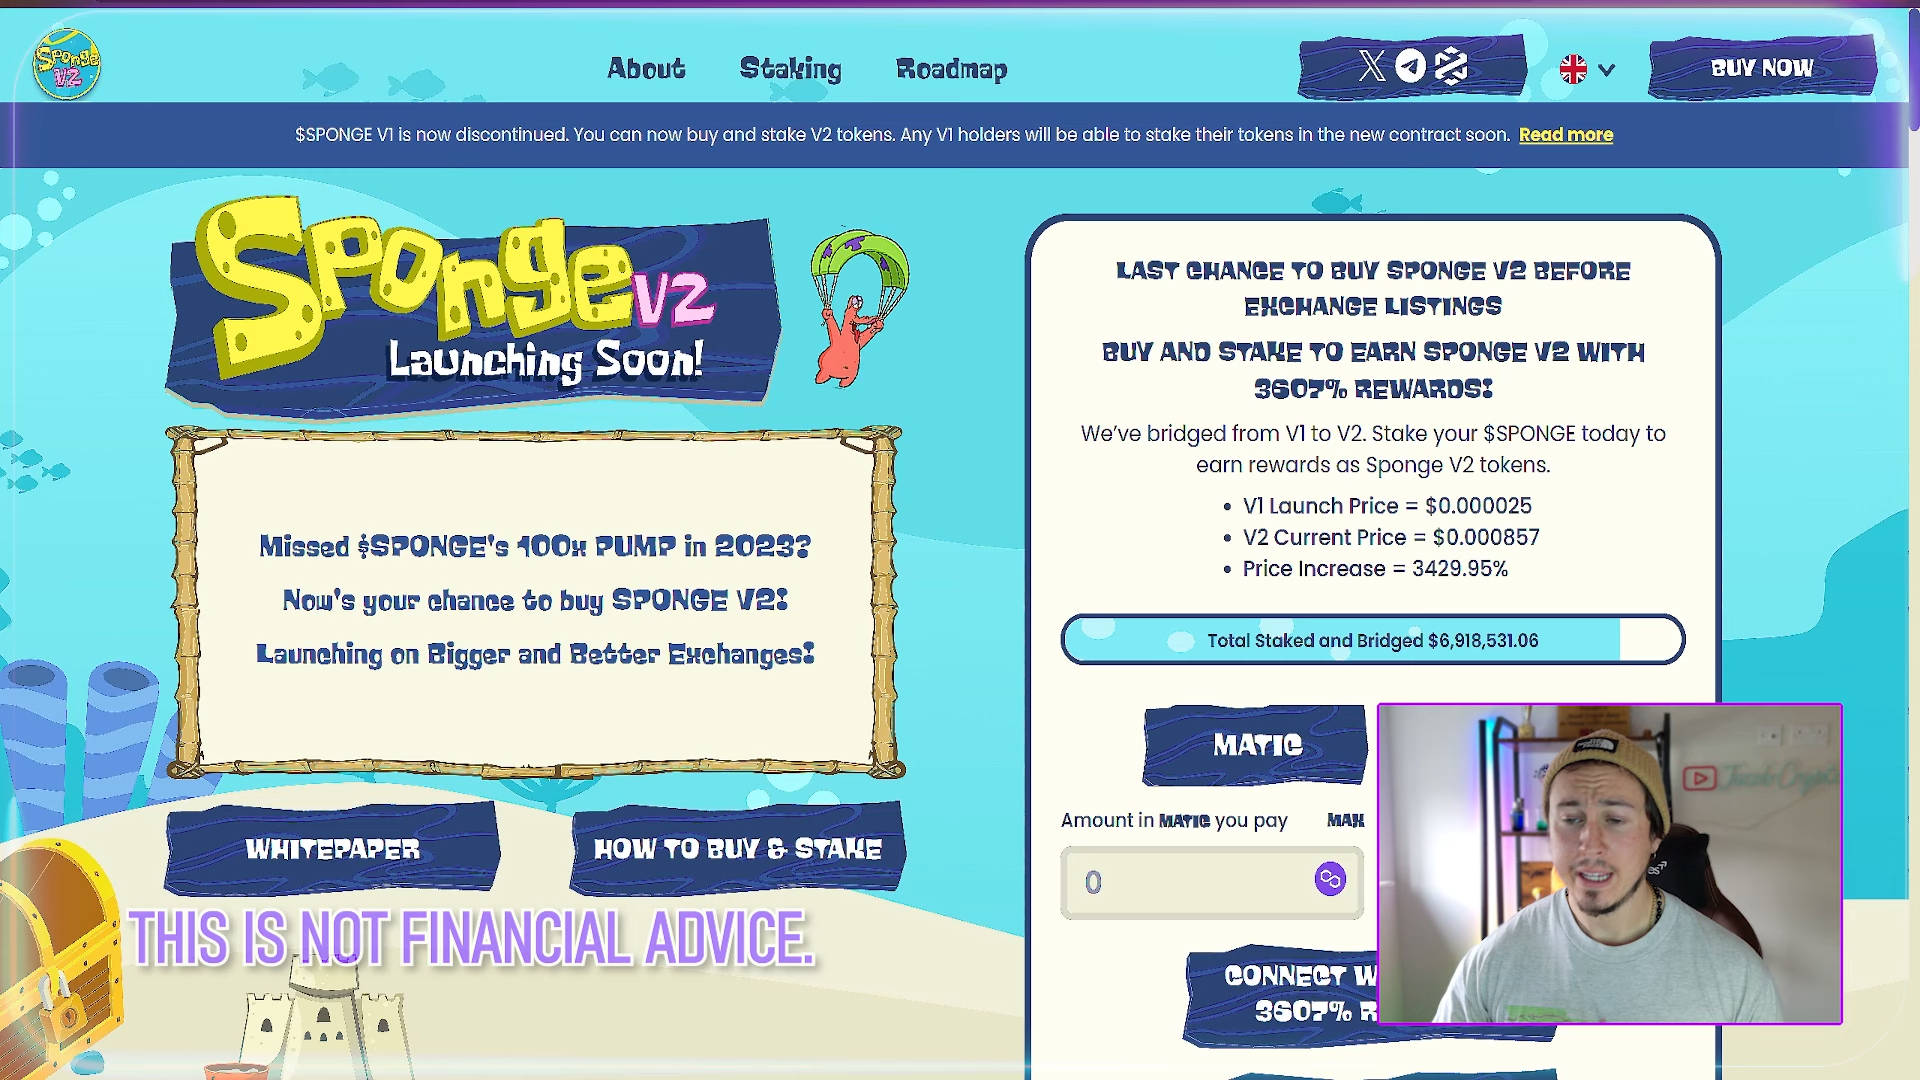 Sponge
V2
About
Staking
Roadmap
BUY NOW
$SPONGE V1 is now discontinued. You can now buy and stake V2 tokens. Any V1 holders will be able to stake their tokens in the new contract soon. Read more
Sponge V2
Launching Soon!
Missed $SPONGE's 100x PUMP in 2023?
Now's your chance to buy SPONGE V2!
Launching on Bigger and Better Exchanges!
WHITEPAPER
HOW TO BUY & STAKE
THIS IS NOT FINANCIAL ADVICE.
LAST CHANCE TO BUY SPONGE V2 BEFORE
EXCHANGE LISTINGS
BUY AND STAKE TO EARN SPONGE V2 WITH
3607% REWARDS!
We've bridged from V1 to V2. Stake your $SPONGE today to
earn rewards as Sponge V2 tokens.
• V1 Launch Price = $0.000025
• V2 Current Price = $0.000857
• Price Increase = 3429.95%
Total Staked and Bridged $6,918,531.06
MATIC
Amount in MATIC you pay
MAX
0
CONNECT W
3607% R